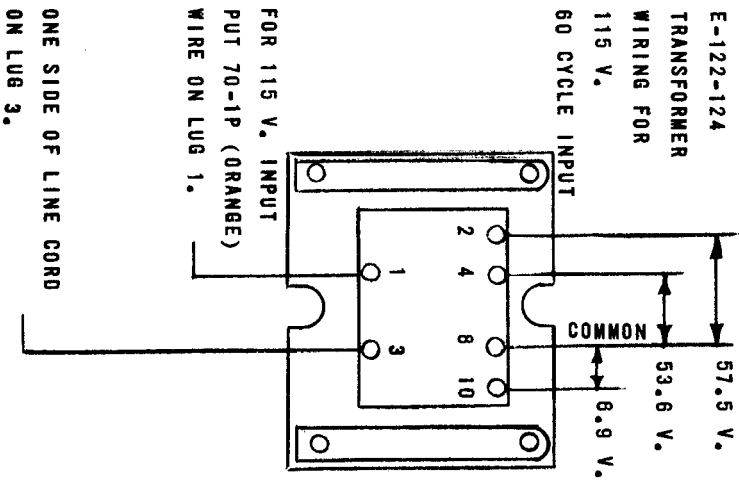 E-122-124
TRANSFORMER
WIRING FOR
115 V.
60 CYCLE INPUT
57.5 V.
53.6 V.
6.9 V.
COMMON
2
4
8
10
1
3
FOR 115 V. INPUT
PUT 70-1P (ORANGE)
WIRE ON LUG 1.
ONE SIDE OF LINE CORD
ON LUG 3.